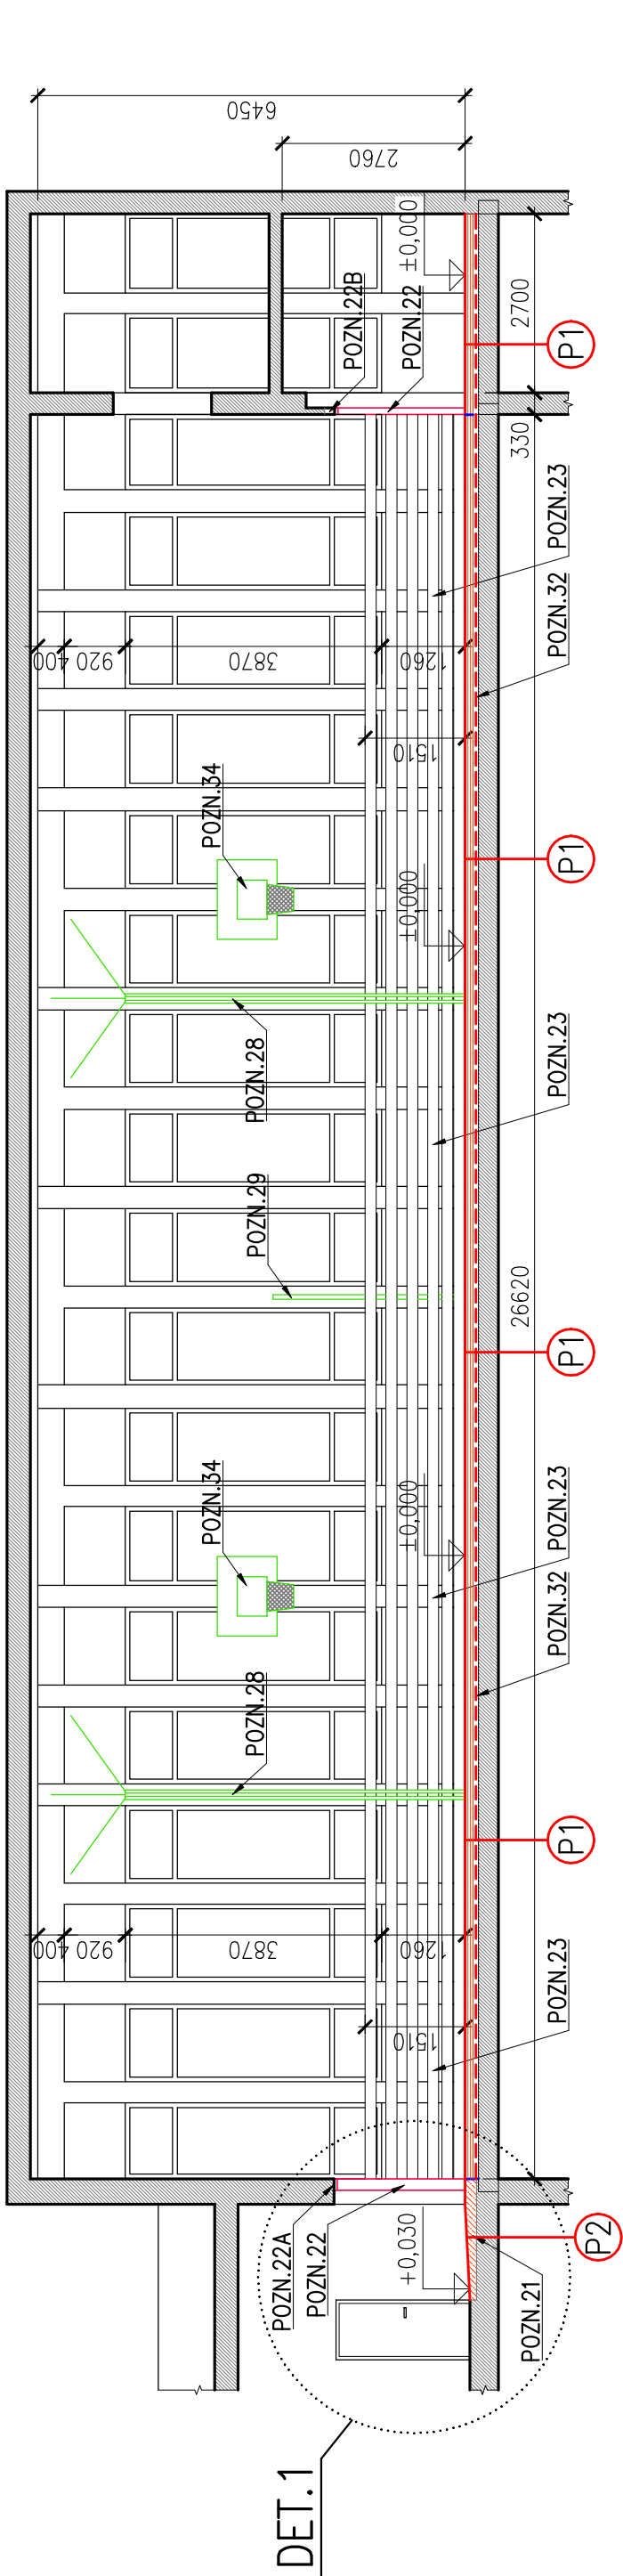 DET. 1
POZN.22A
POZN.22
+0,030
POZN.21
P2
400
920
3870
1260
1510
POZN.23
P1
POZN.28
POZN.34
±0,000
POZN.32
POZN.23
POZN.29
26620
P1
POZN.28
POZN.34
±0,000
POZN.23
P1
400
920
3870
1260
1510
POZN.32
POZN.23
330
POZN.22B
POZN.22
±0,000
2700
P1
2760
6450